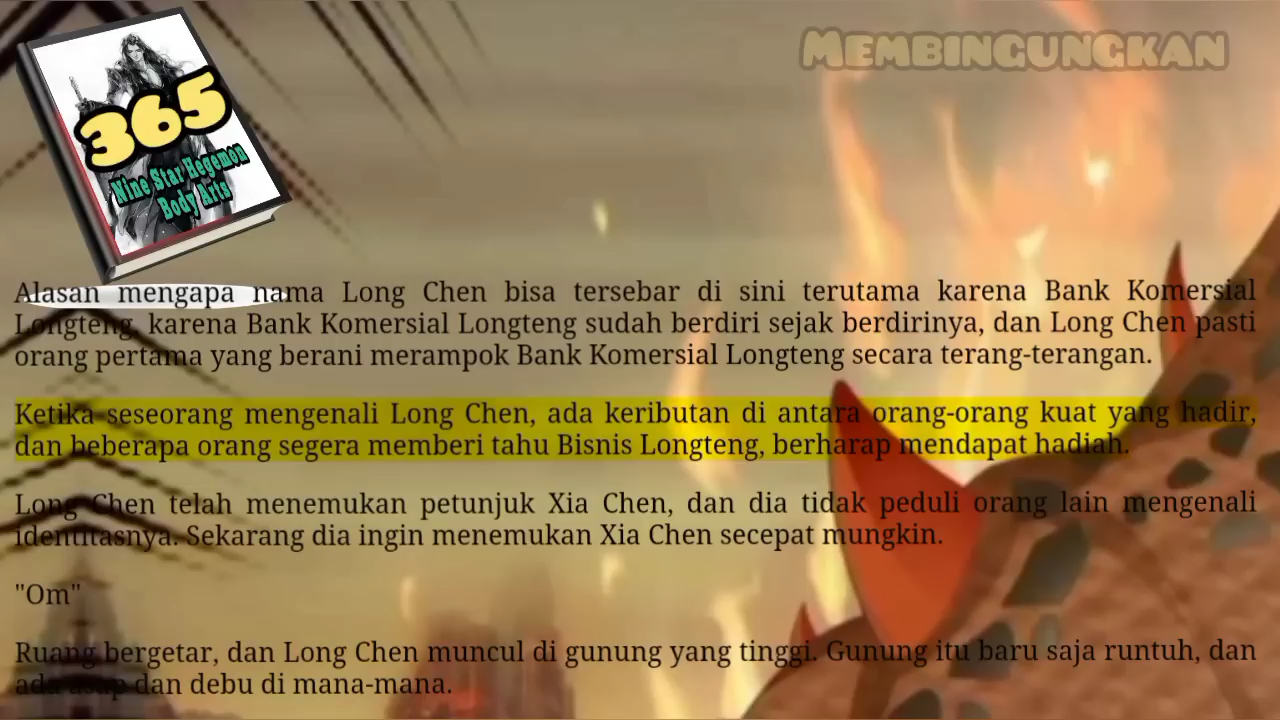 Membingungkan
365
Nine Star Hegemon
Body Arts
Alasan mengapa nama Long Chen bisa tersebar di sini terutama karena Bank Komersial
Longteng, karena Bank Komersial Longteng sudah berdiri sejak berdirinya, dan Long Chen pasti
orang pertama yang berani merampok Bank Komersial Longteng secara terang-terangan.
Ketika seseorang mengenali Long Chen, ada keributan di antara orang-orang kuat yang hadir,
dan beberapa orang segera memberi tahu Bisnis Longteng, berharap mendapat hadiah.
Long Chen telah menemukan petunjuk Xia Chen, dan dia tidak peduli orang lain mengenali
identitasnya. Sekarang dia ingin menemukan Xia Chen secepat mungkin.
"Om"
Ruang bergetar, dan Long Chen muncul di gunung yang tinggi. Gunung itu baru saja runtuh, dan
ada asap dan debu di mana-mana.